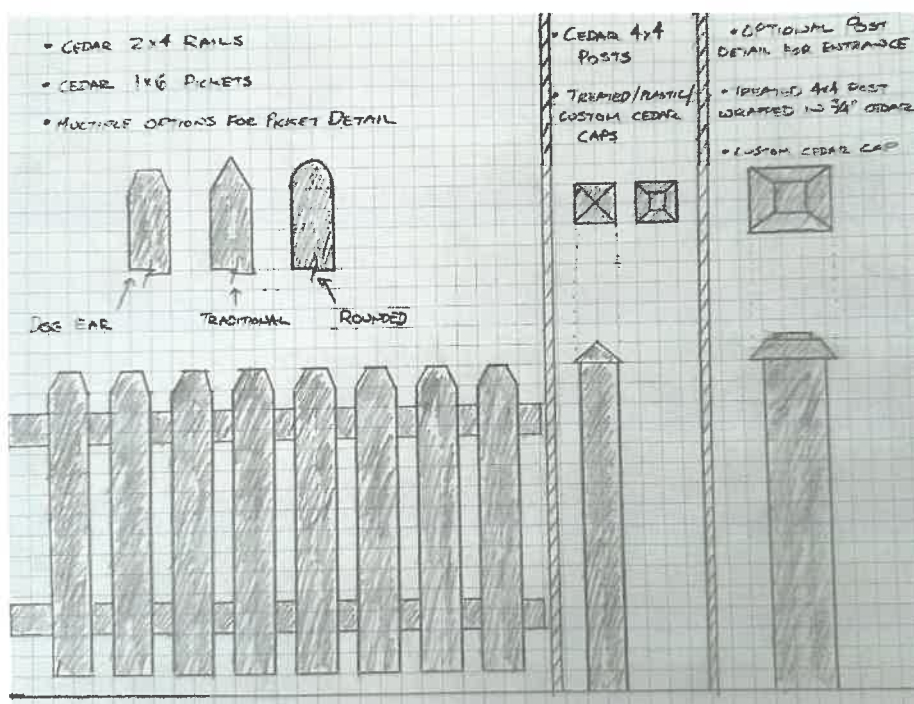 • CEDAR 2x4 RAILS
• CEDAR 1x6 PICKETS
• MULTIPLE OPTIONS FOR PICKET DETAIL
DOG EAR
TRADITIONAL
ROUNDED
• CEDAR 4x4
POSTS
• TREATED/PLASTIC/
CUSTOM CEDAR
CAPS
• OPTIONAL POST
DETAIL FOR ENTRANCE
• TREATED 4x4 POST
WRAPPED IN 3/4" CEDAR
• CUSTOM CEDAR CAP